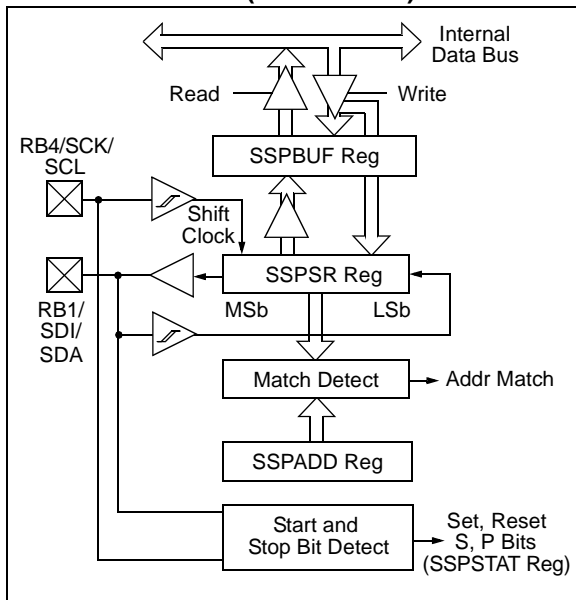 Internal
Data Bus
Read
Write
RB4/SCK/
SCL
SSPBUF Reg
Shift
Clock
SSPSR Reg
MSb
LSb
RB1/
SDI/
SDA
Match Detect
Addr Match
SSPADD Reg
Start and
Stop Bit Detect
Set, Reset
S, P Bits
(SSPSTAT Reg)